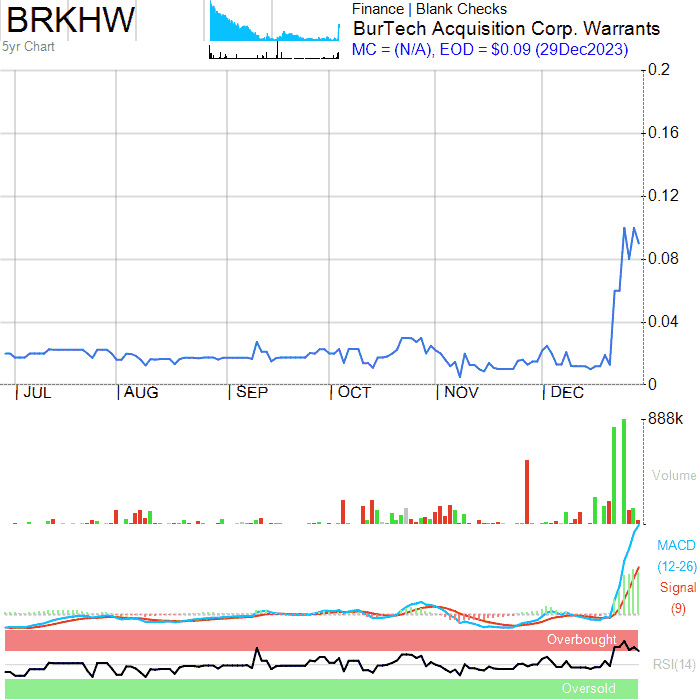 BRKHW
5yr Chart
Finance | Blank Checks
BurTech Acquisition Corp. Warrants
MC = (N/A), EOD = $0.09 (29Dec2023)
0.2
0.16
0.12
0.08
0.04
0
JUL AUG SEP OCT NOV DEC
888k
Volume
MACD
(12-26)
Signal
(9)
Overbought
RSI(14)
Oversold